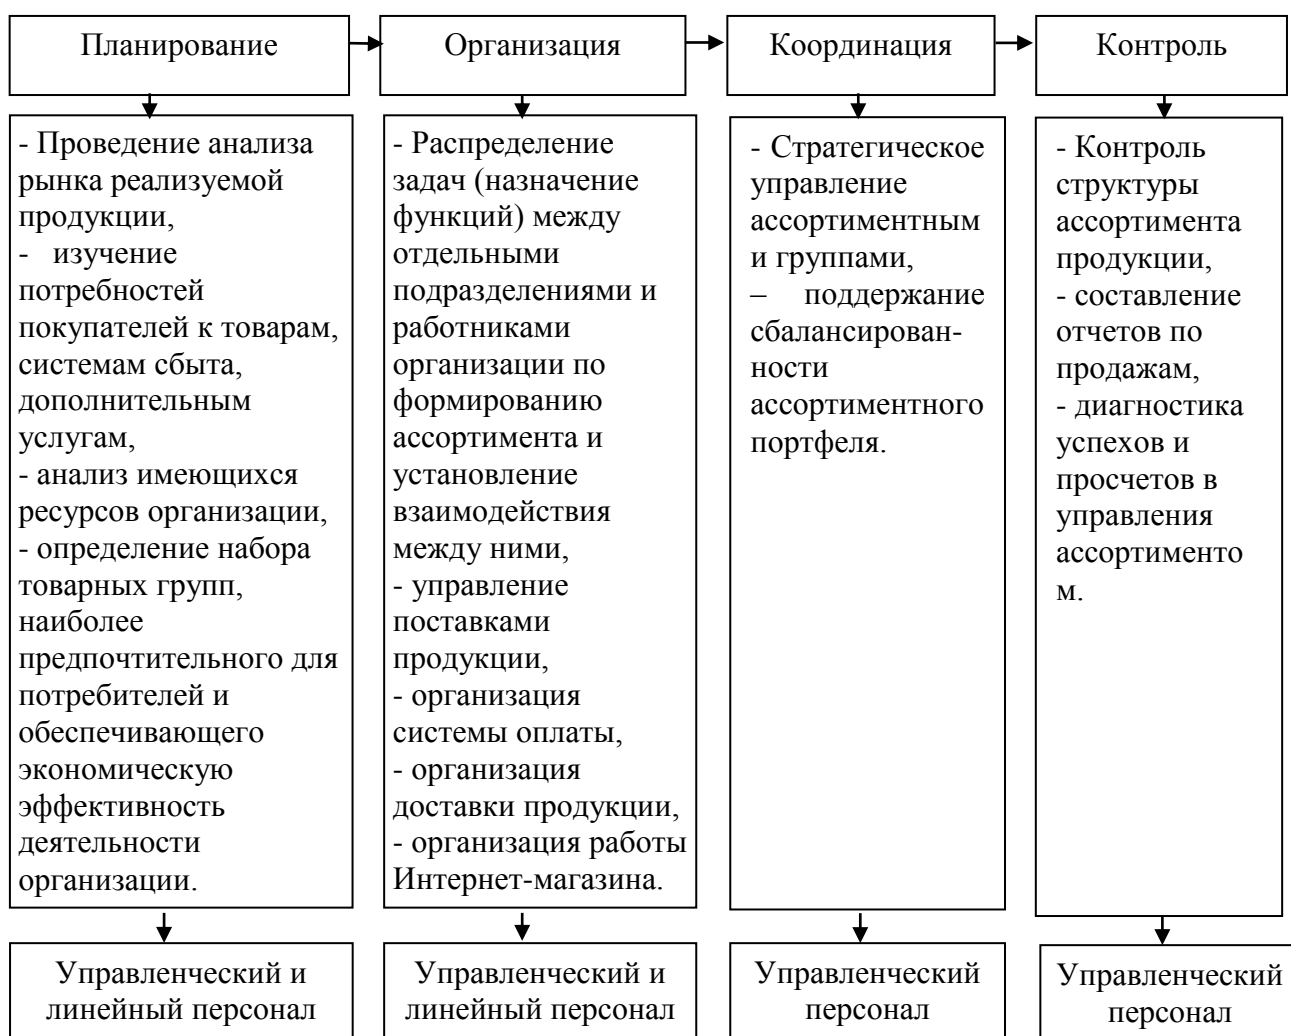 Планирование
Организация
Координация
Контроль
- Проведение анализа
рынка реализуемой
продукции,
- изучение
потребностей
покупателей к товарам,
системам сбыта,
дополнительным
услугам,
- анализ имеющихся
ресурсов организации,
- определение набора
товарных групп,
наиболее
предпочтительного для
потребителей и
обеспечивающего
экономическую
эффективность
деятельности
организации.
- Распределение
задач (назначение
функций) между
отдельными
подразделениями и
работниками
организации по
формированию
ассортимента и
установление
взаимодействия
между ними,
- управление
поставками
продукции,
- организация
системы оплаты,
- организация
доставки продукции,
- организация работы
Интернет-магазина.
- Стратегическое
управление
ассортиментным
и группами,
– поддержание
сбалансирован-
ности
ассортиментного
портфеля.
- Контроль
структуры
ассортимента
продукции,
- составление
отчетов по
продажам,
- диагностика
успехов и
просчетов в
управления
ассортименто
м.
Управленческий и
линейный персонал
Управленческий и
линейный персонал
Управленческий
персонал
Управленческий
персонал